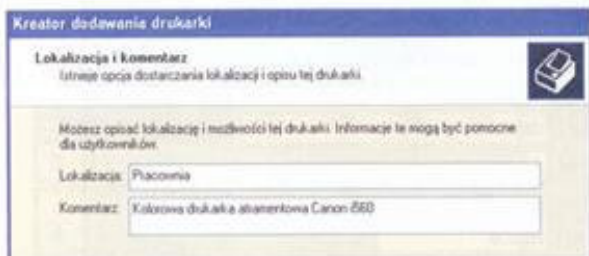 Kreator dodawania drukarki
Lokalizacja i komentarz
Istnieje opcja dostarczania lokalizacji i opisu tej drukarki.
Możesz opisać lokalizację i możliwości tej drukarki. Informacje te mogą być pomocne
dla użytkowników.
Lokalizacja: Pracownia
Komentarz: Kolorowa drukarka atramentowa Canon i560